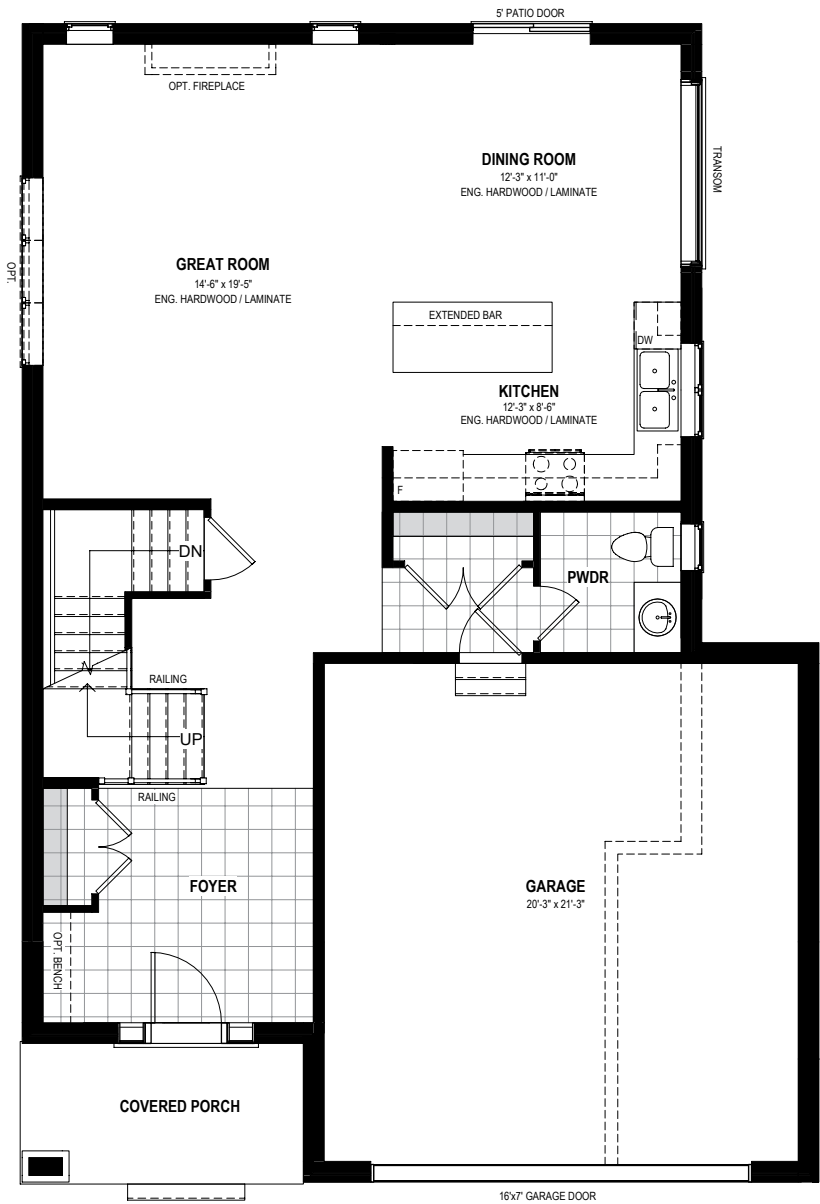 5' PATIO DOOR
OPT. FIREPLACE
DINING ROOM
12'-3" x 11'-0"
ENG. HARDWOOD / LAMINATE
TRANSOM
GREAT ROOM
14'-6" x 19'-5"
ENG. HARDWOOD / LAMINATE
OPT.
EXTENDED BAR
DW
KITCHEN
12'-3" x 8'-6"
ENG. HARDWOOD / LAMINATE
F
DN
PWDR
RAILING
UP
RAILING
FOYER
GARAGE
20'-3" x 21'-3"
OPT. BENCH
COVERED PORCH
16'x7' GARAGE DOOR